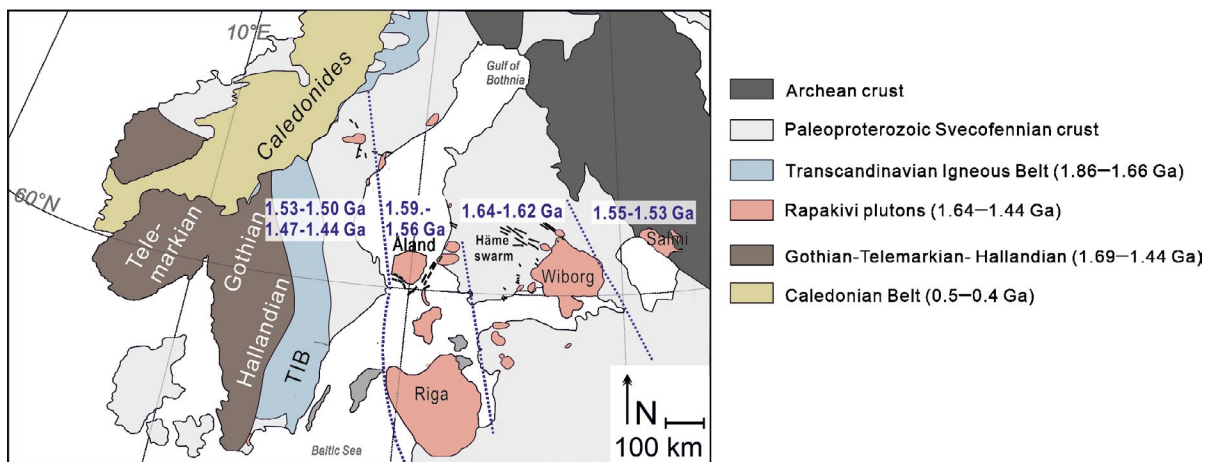 10°E
Gulf of
Bothnia
Caledonides
60°N
1.53-1.50 Ga
1.47-1.44 Ga
1.59.-
1.56 Ga
1.64-1.62 Ga
1.55-1.53 Ga
Tele-
markian
Gothian
Hallandian
TIB
Åland
Häme
swarm
Wiborg
Salmi
Riga
Baltic Sea
N
100 km
Archean crust
Paleoproterozoic Svecofennian crust
Transcandinavian Igneous Belt (1.86–1.66 Ga)
Rapakivi plutons (1.64–1.44 Ga)
Gothian-Telemarkian- Hallandian (1.69–1.44 Ga)
Caledonian Belt (0.5–0.4 Ga)